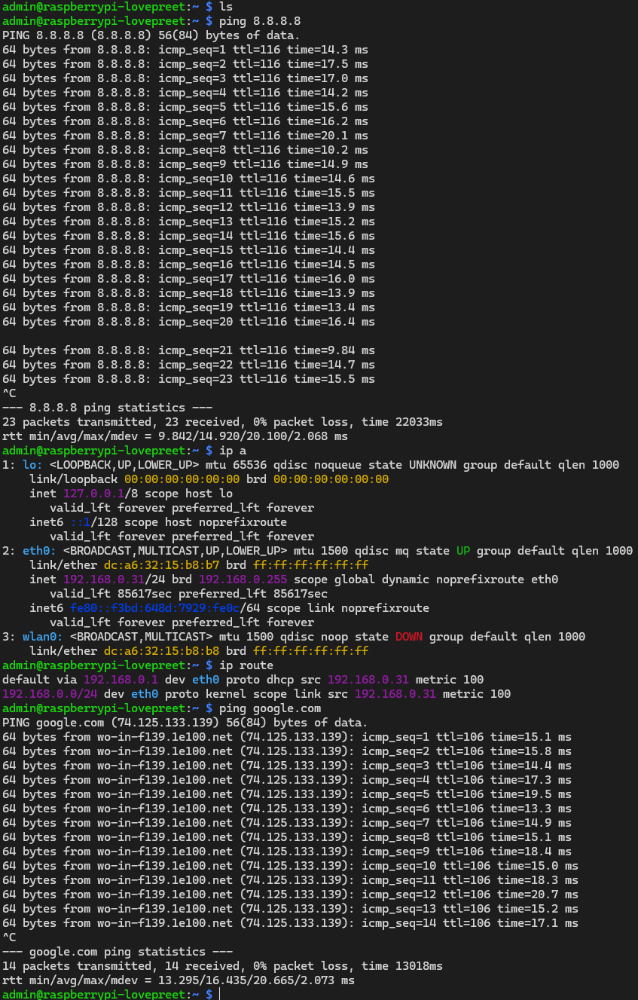 admin@raspberrypi-lovepreet:~ $ ls
admin@raspberrypi-lovepreet:~ $ ping 8.8.8.8
PING 8.8.8.8 (8.8.8.8) 56(84) bytes of data.
64 bytes from 8.8.8.8: icmp_seq=1 ttl=116 time=14.3 ms
64 bytes from 8.8.8.8: icmp_seq=2 ttl=116 time=17.5 ms
64 bytes from 8.8.8.8: icmp_seq=3 ttl=116 time=17.0 ms
64 bytes from 8.8.8.8: icmp_seq=4 ttl=116 time=14.2 ms
64 bytes from 8.8.8.8: icmp_seq=5 ttl=116 time=15.6 ms
64 bytes from 8.8.8.8: icmp_seq=6 ttl=116 time=16.2 ms
64 bytes from 8.8.8.8: icmp_seq=7 ttl=116 time=20.1 ms
64 bytes from 8.8.8.8: icmp_seq=8 ttl=116 time=10.2 ms
64 bytes from 8.8.8.8: icmp_seq=9 ttl=116 time=14.9 ms
64 bytes from 8.8.8.8: icmp_seq=10 ttl=116 time=14.6 ms
64 bytes from 8.8.8.8: icmp_seq=11 ttl=116 time=15.5 ms
64 bytes from 8.8.8.8: icmp_seq=12 ttl=116 time=13.9 ms
64 bytes from 8.8.8.8: icmp_seq=13 ttl=116 time=15.2 ms
64 bytes from 8.8.8.8: icmp_seq=14 ttl=116 time=15.6 ms
64 bytes from 8.8.8.8: icmp_seq=15 ttl=116 time=14.4 ms
64 bytes from 8.8.8.8: icmp_seq=16 ttl=116 time=14.5 ms
64 bytes from 8.8.8.8: icmp_seq=17 ttl=116 time=16.0 ms
64 bytes from 8.8.8.8: icmp_seq=18 ttl=116 time=13.9 ms
64 bytes from 8.8.8.8: icmp_seq=19 ttl=116 time=13.4 ms
64 bytes from 8.8.8.8: icmp_seq=20 ttl=116 time=16.4 ms

64 bytes from 8.8.8.8: icmp_seq=21 ttl=116 time=9.84 ms
64 bytes from 8.8.8.8: icmp_seq=22 ttl=116 time=14.7 ms
64 bytes from 8.8.8.8: icmp_seq=23 ttl=116 time=15.5 ms
^C
--- 8.8.8.8 ping statistics ---
23 packets transmitted, 23 received, 0% packet loss, time 22033ms
rtt min/avg/max/mdev = 9.842/14.920/20.100/2.068 ms
admin@raspberrypi-lovepreet:~ $ ip a
1: lo: <LOOPBACK,UP,LOWER_UP> mtu 65536 qdisc noqueue state UNKNOWN group default qlen 1000
    link/loopback 00:00:00:00:00:00 brd 00:00:00:00:00:00
    inet 127.0.0.1/8 scope host lo
       valid_lft forever preferred_lft forever
    inet6 ::1/128 scope host noprefixroute
       valid_lft forever preferred_lft forever
2: eth0: <BROADCAST,MULTICAST,UP,LOWER_UP> mtu 1500 qdisc mq state UP group default qlen 1000
    link/ether dc:a6:32:15:b8:b7 brd ff:ff:ff:ff:ff:ff
    inet 192.168.0.31/24 brd 192.168.0.255 scope global dynamic noprefixroute eth0
       valid_lft 85617sec preferred_lft 85617sec
    inet6 fe80::f3bd:648d:7929:fe0c/64 scope link noprefixroute
       valid_lft forever preferred_lft forever
3: wlan0: <BROADCAST,MULTICAST> mtu 1500 qdisc noop state DOWN group default qlen 1000
    link/ether dc:a6:32:15:b8:b8 brd ff:ff:ff:ff:ff:ff
admin@raspberrypi-lovepreet:~ $ ip route
default via 192.168.0.1 dev eth0 proto dhcp src 192.168.0.31 metric 100
192.168.0.0/24 dev eth0 proto kernel scope link src 192.168.0.31 metric 100
admin@raspberrypi-lovepreet:~ $ ping google.com
PING google.com (74.125.133.139) 56(84) bytes of data.
64 bytes from wo-in-f139.1e100.net (74.125.133.139): icmp_seq=1 ttl=106 time=15.1 ms
64 bytes from wo-in-f139.1e100.net (74.125.133.139): icmp_seq=2 ttl=106 time=15.8 ms
64 bytes from wo-in-f139.1e100.net (74.125.133.139): icmp_seq=3 ttl=106 time=14.4 ms
64 bytes from wo-in-f139.1e100.net (74.125.133.139): icmp_seq=4 ttl=106 time=17.3 ms
64 bytes from wo-in-f139.1e100.net (74.125.133.139): icmp_seq=5 ttl=106 time=19.5 ms
64 bytes from wo-in-f139.1e100.net (74.125.133.139): icmp_seq=6 ttl=106 time=13.3 ms
64 bytes from wo-in-f139.1e100.net (74.125.133.139): icmp_seq=7 ttl=106 time=14.9 ms
64 bytes from wo-in-f139.1e100.net (74.125.133.139): icmp_seq=8 ttl=106 time=15.1 ms
64 bytes from wo-in-f139.1e100.net (74.125.133.139): icmp_seq=9 ttl=106 time=18.4 ms
64 bytes from wo-in-f139.1e100.net (74.125.133.139): icmp_seq=10 ttl=106 time=15.0 ms
64 bytes from wo-in-f139.1e100.net (74.125.133.139): icmp_seq=11 ttl=106 time=18.3 ms
64 bytes from wo-in-f139.1e100.net (74.125.133.139): icmp_seq=12 ttl=106 time=20.7 ms
64 bytes from wo-in-f139.1e100.net (74.125.133.139): icmp_seq=13 ttl=106 time=15.2 ms
64 bytes from wo-in-f139.1e100.net (74.125.133.139): icmp_seq=14 ttl=106 time=17.1 ms
^C
--- google.com ping statistics ---
14 packets transmitted, 14 received, 0% packet loss, time 13018ms
rtt min/avg/max/mdev = 13.295/16.435/20.665/2.073 ms
admin@raspberrypi-lovepreet:~ $